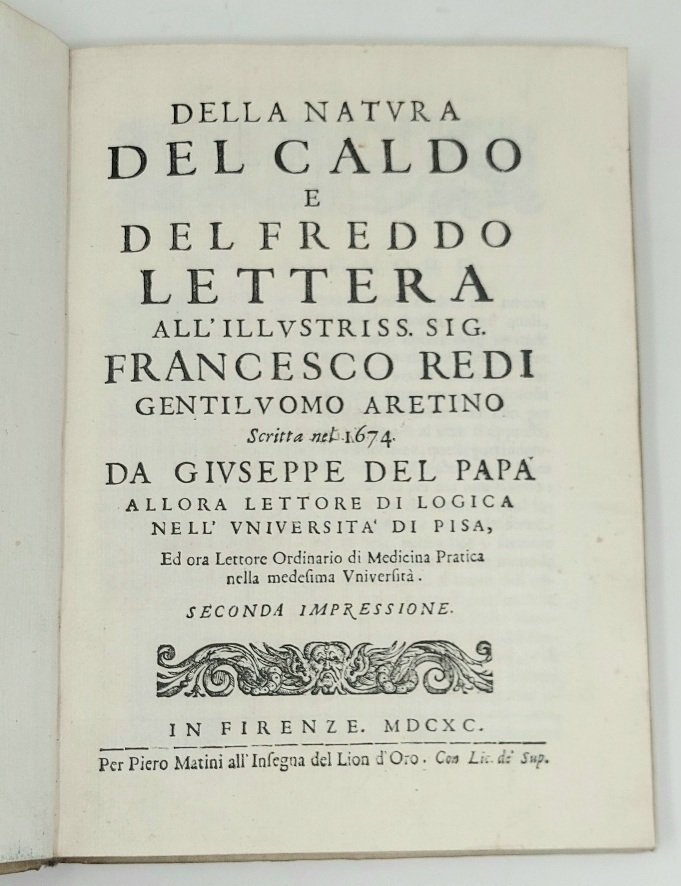 DELLA NATVRA
DEL CALDO
E
DEL FREDDO
LETTERA
ALL'ILLVSTRISS. SIG.
FRANCESCO REDI
GENTILVOMO ARETINO
Scritta nel 1674.
DA GIVSEPPE DEL PAPA
ALLORA LETTORE DI LOGICA
NELL' VNIVERSITA' DI PISA,
Ed ora Lettore Ordinario di Medicina Pratica
nella medesima Vniverſità.
SECONDA IMPRESSIONE.
IN FIRENZE. MDCXC.
Per Piero Matini all'Inſegna del Lion d'Oro. Con Lic. de' Sup.